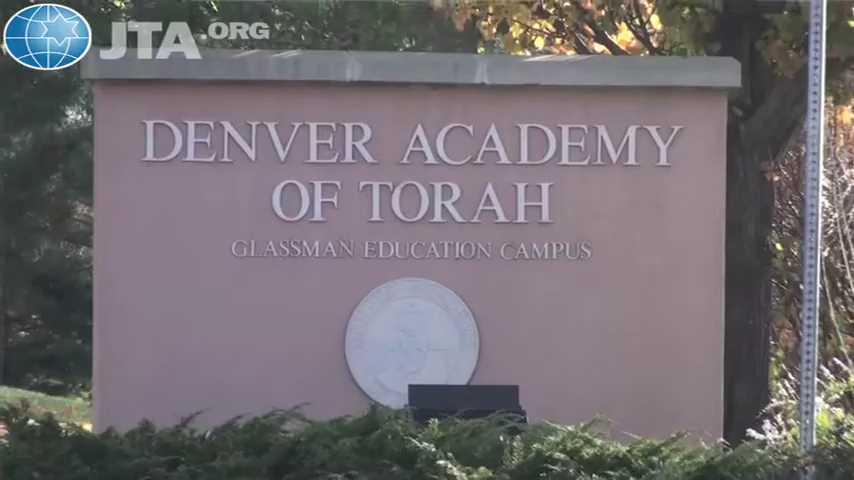 JTA.ORG
DENVER ACADEMY
OF TORAH
GLASSMAN EDUCATION CAMPUS